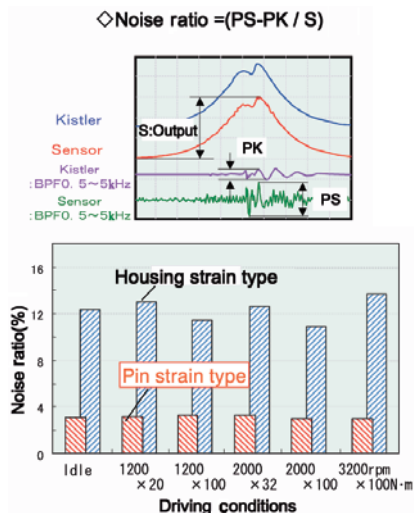 ◇Noise ratio =(PS-PK / S)
Kistler
S:Output
Sensor
PK
Kistler
:BPF0. 5~5kHz
Sensor
:BPF0. 5~5kHz
PS
Noise ratio(%)
16
12
8
4
0
Housing strain type
Pin strain type
Idle 1200 1200 2000 2000 3200rpm
×20 ×100 ×32 ×100 ×100N·m
Driving conditions